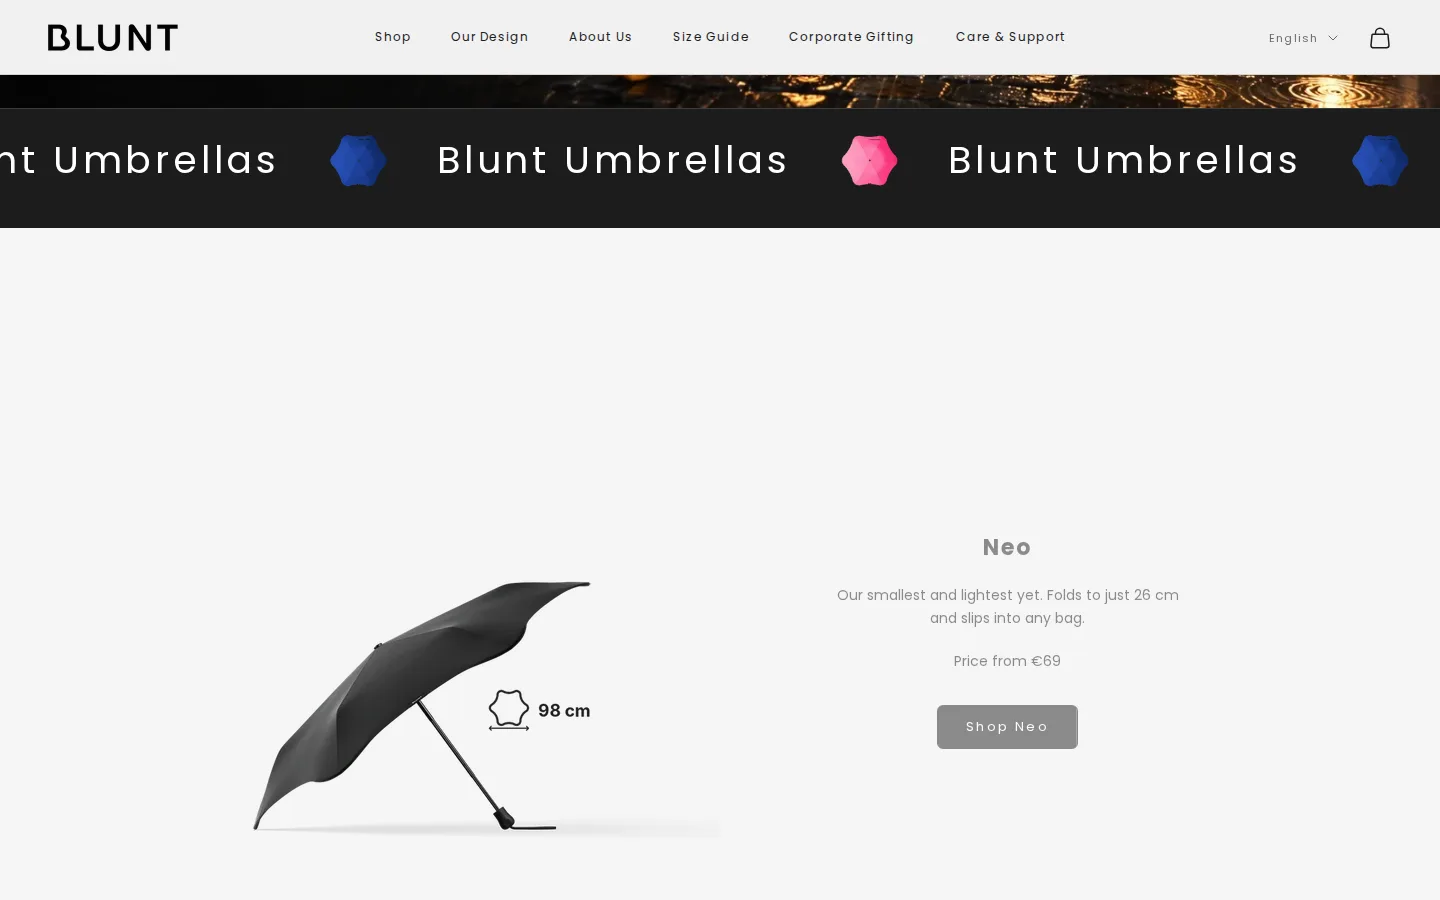 BLUNT
Shop
Our Design
About Us
Size Guide
Corporate Gifting
Care & Support
English
nt Umbrellas
Blunt Umbrellas
Blunt Umbrellas
Neo
Our smallest and lightest yet. Folds to just 26 cm
and slips into any bag.
Price from €69
98 cm
Shop Neo